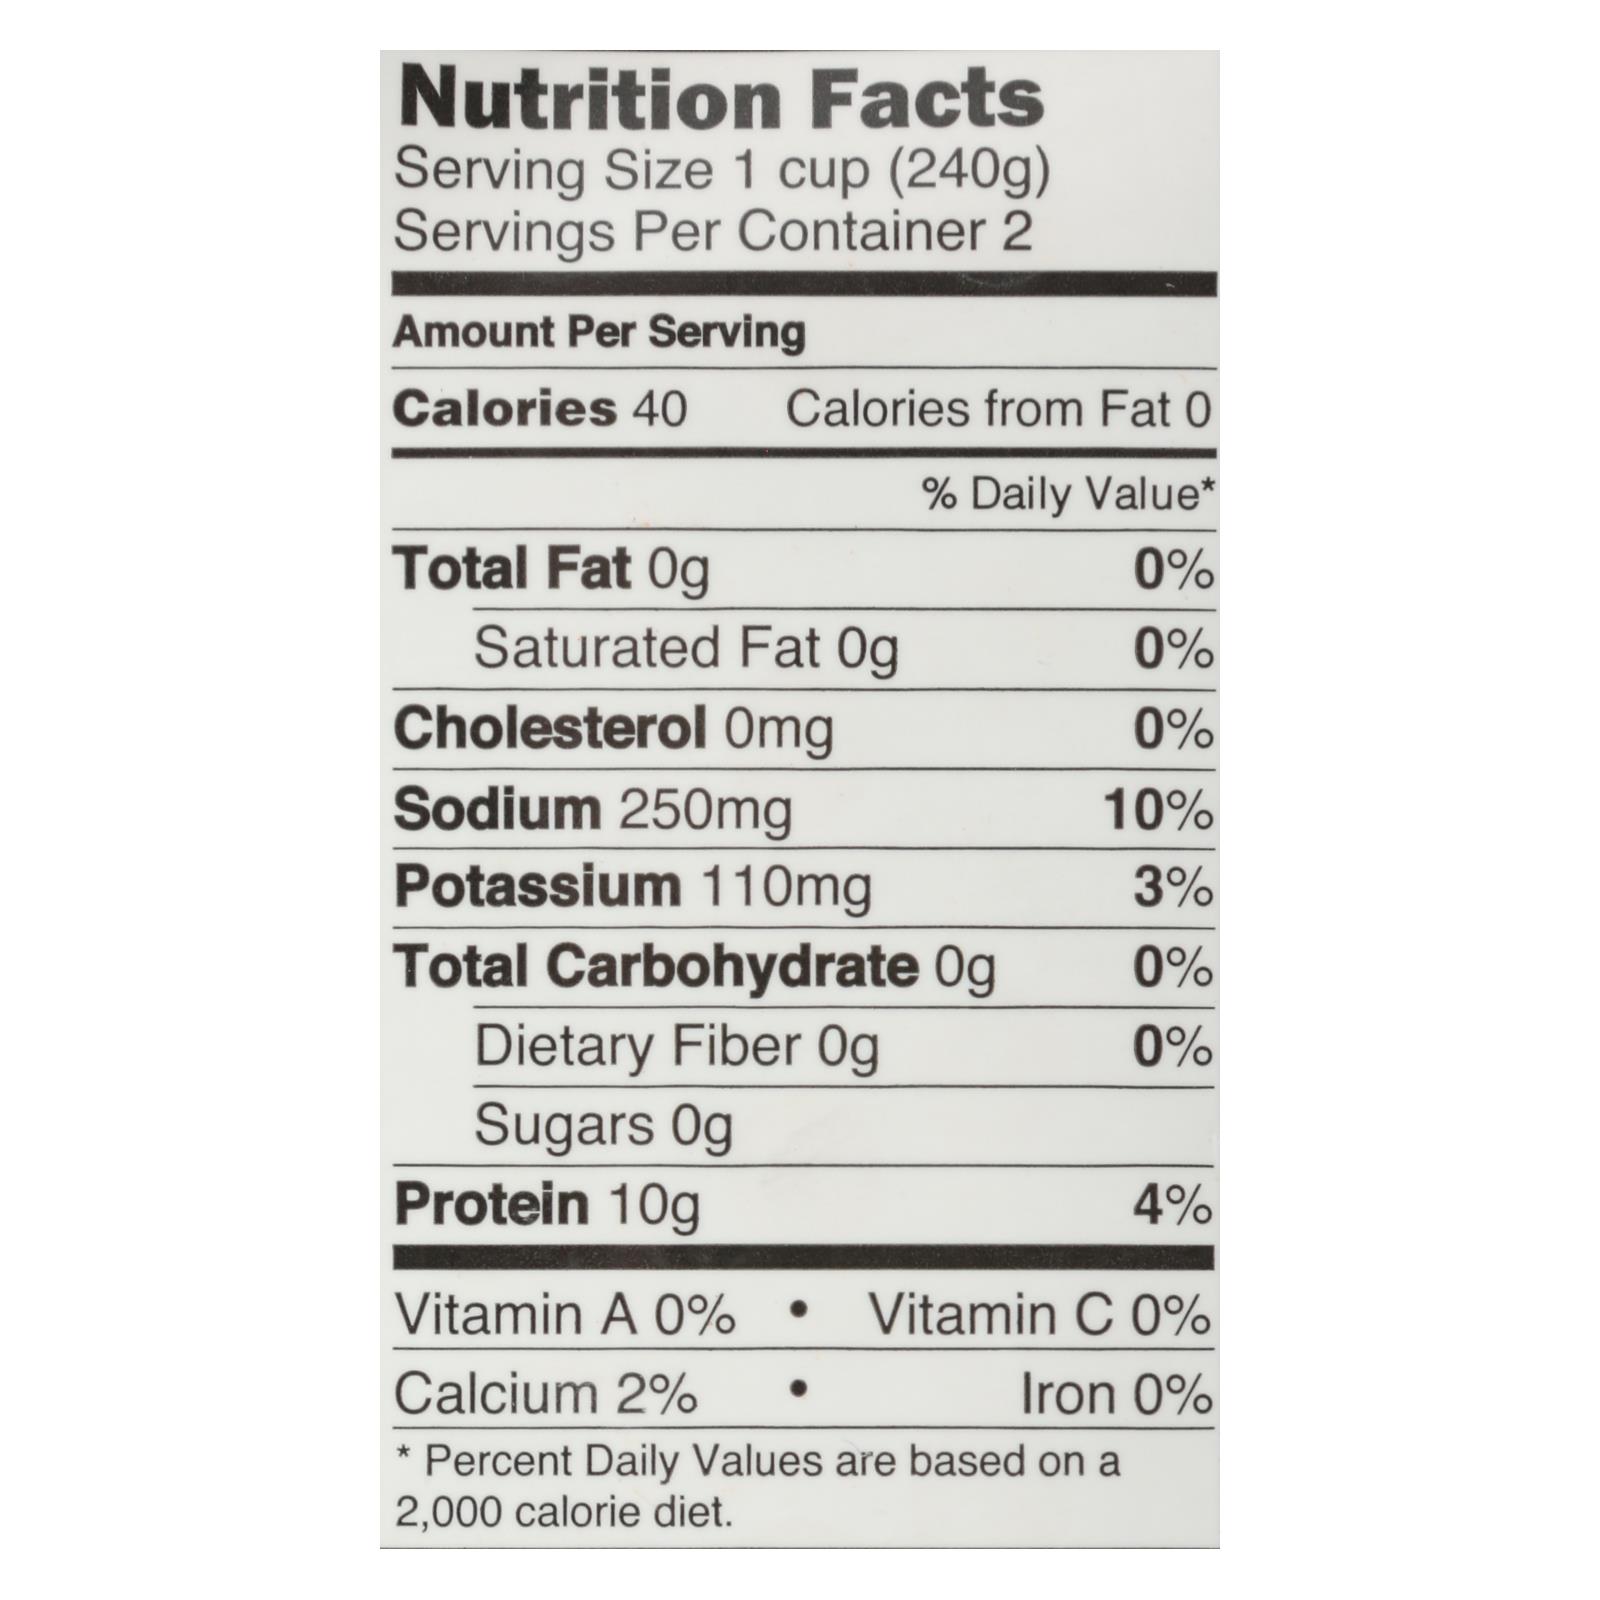 Nutrition Facts
Serving Size 1 cup (240g)
Servings Per Container 2
Amount Per Serving
Calories 40 Calories from Fat 0
% Daily Value*
Total Fat 0g 0%
Saturated Fat 0g 0%
Cholesterol 0mg 0%
Sodium 250mg 10%
Potassium 110mg 3%
Total Carbohydrate 0g 0%
Dietary Fiber 0g 0%
Sugars 0g
Protein 10g 4%
Vitamin A 0% • Vitamin C 0%
Calcium 2% • Iron 0%
* Percent Daily Values are based on a
2,000 calorie diet.